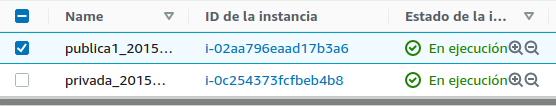 Name ID de la instancia Estado de la i...
publica1_2015... i-02aa796eaad17b3a6 En ejecución
privada_2015... i-0c254373fcfbeb4b8 En ejecución